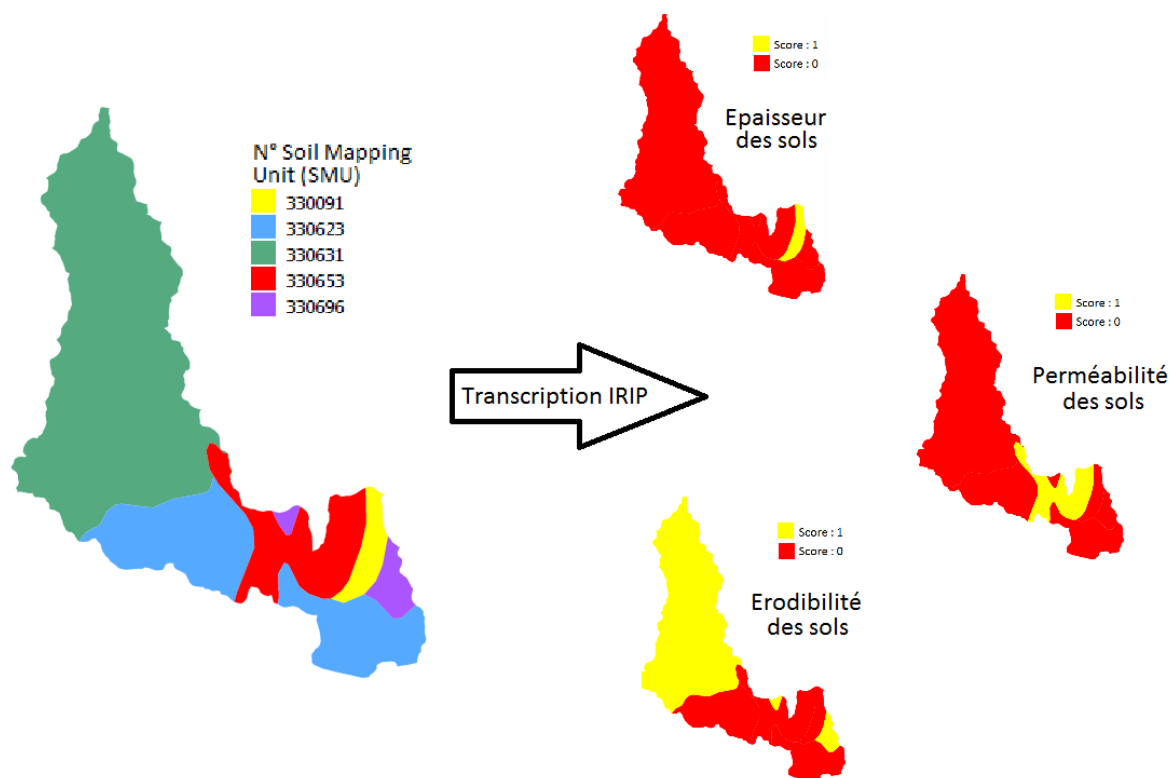 N° Soil Mapping
Unit (SMU)
330091
330623
330631
330653
330696
Transcription IRIP
Score : 1
Score : 0
Epaisseur
des sols
Score : 1
Score : 0
Perméabilité
des sols
Score : 1
Score : 0
Erodibilité
des sols